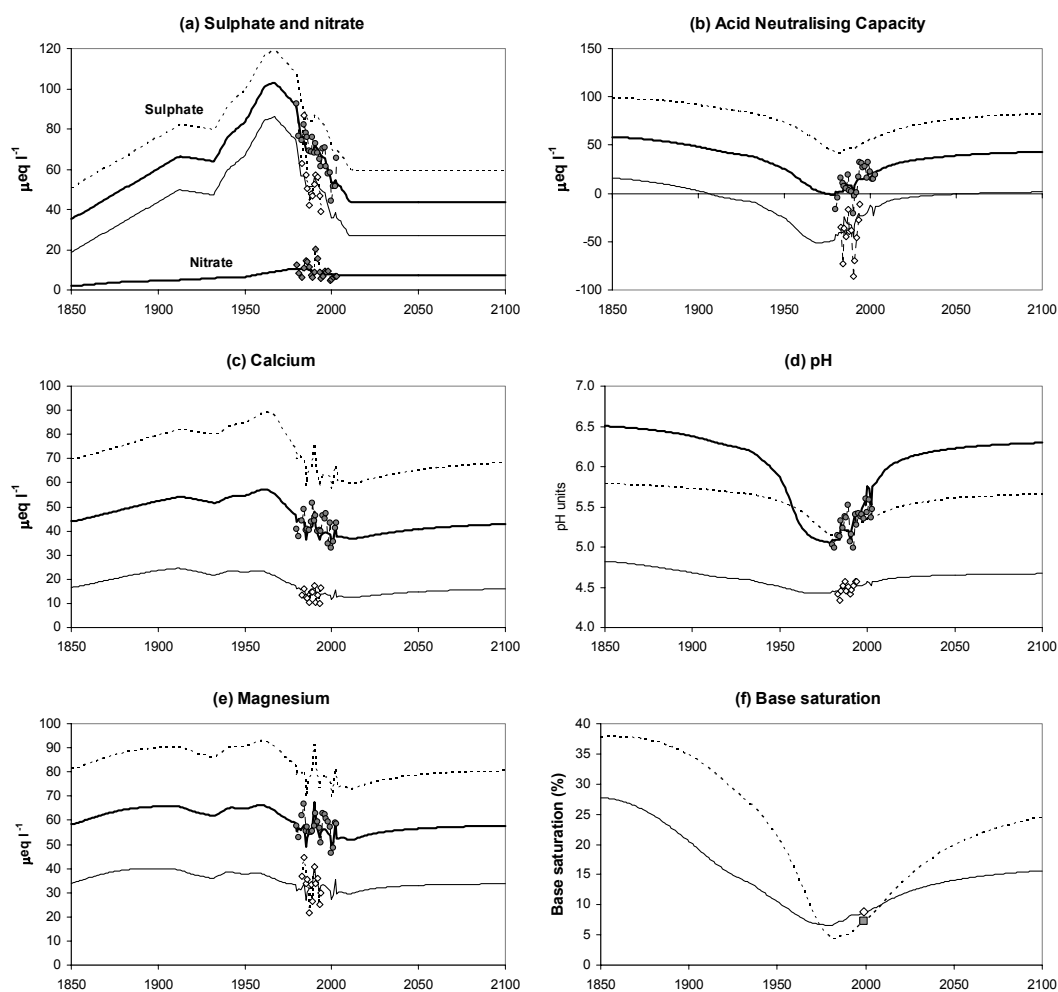 (a) Sulphate and nitrate
120
100
80
60
40
20
0
µeq l⁻¹
Sulphate
Nitrate
1850 1900 1950 2000 2050 2100
(b) Acid Neutralising Capacity
150
100
50
0
-50
-100
µeq l⁻¹
1850 1900 1950 2000 2050 2100
(c) Calcium
100
90
80
70
60
50
40
30
20
10
0
µeq l⁻¹
1850 1900 1950 2000 2050 2100
(d) pH
7.0
6.5
6.0
5.5
5.0
4.5
4.0
pH units
1850 1900 1950 2000 2050 2100
(e) Magnesium
100
90
80
70
60
50
40
30
20
10
0
µeq l⁻¹
1850 1900 1950 2000 2050 2100
(f) Base saturation
40
35
30
25
20
15
10
5
0
Base saturation (%)
1850 1900 1950 2000 2050 2100